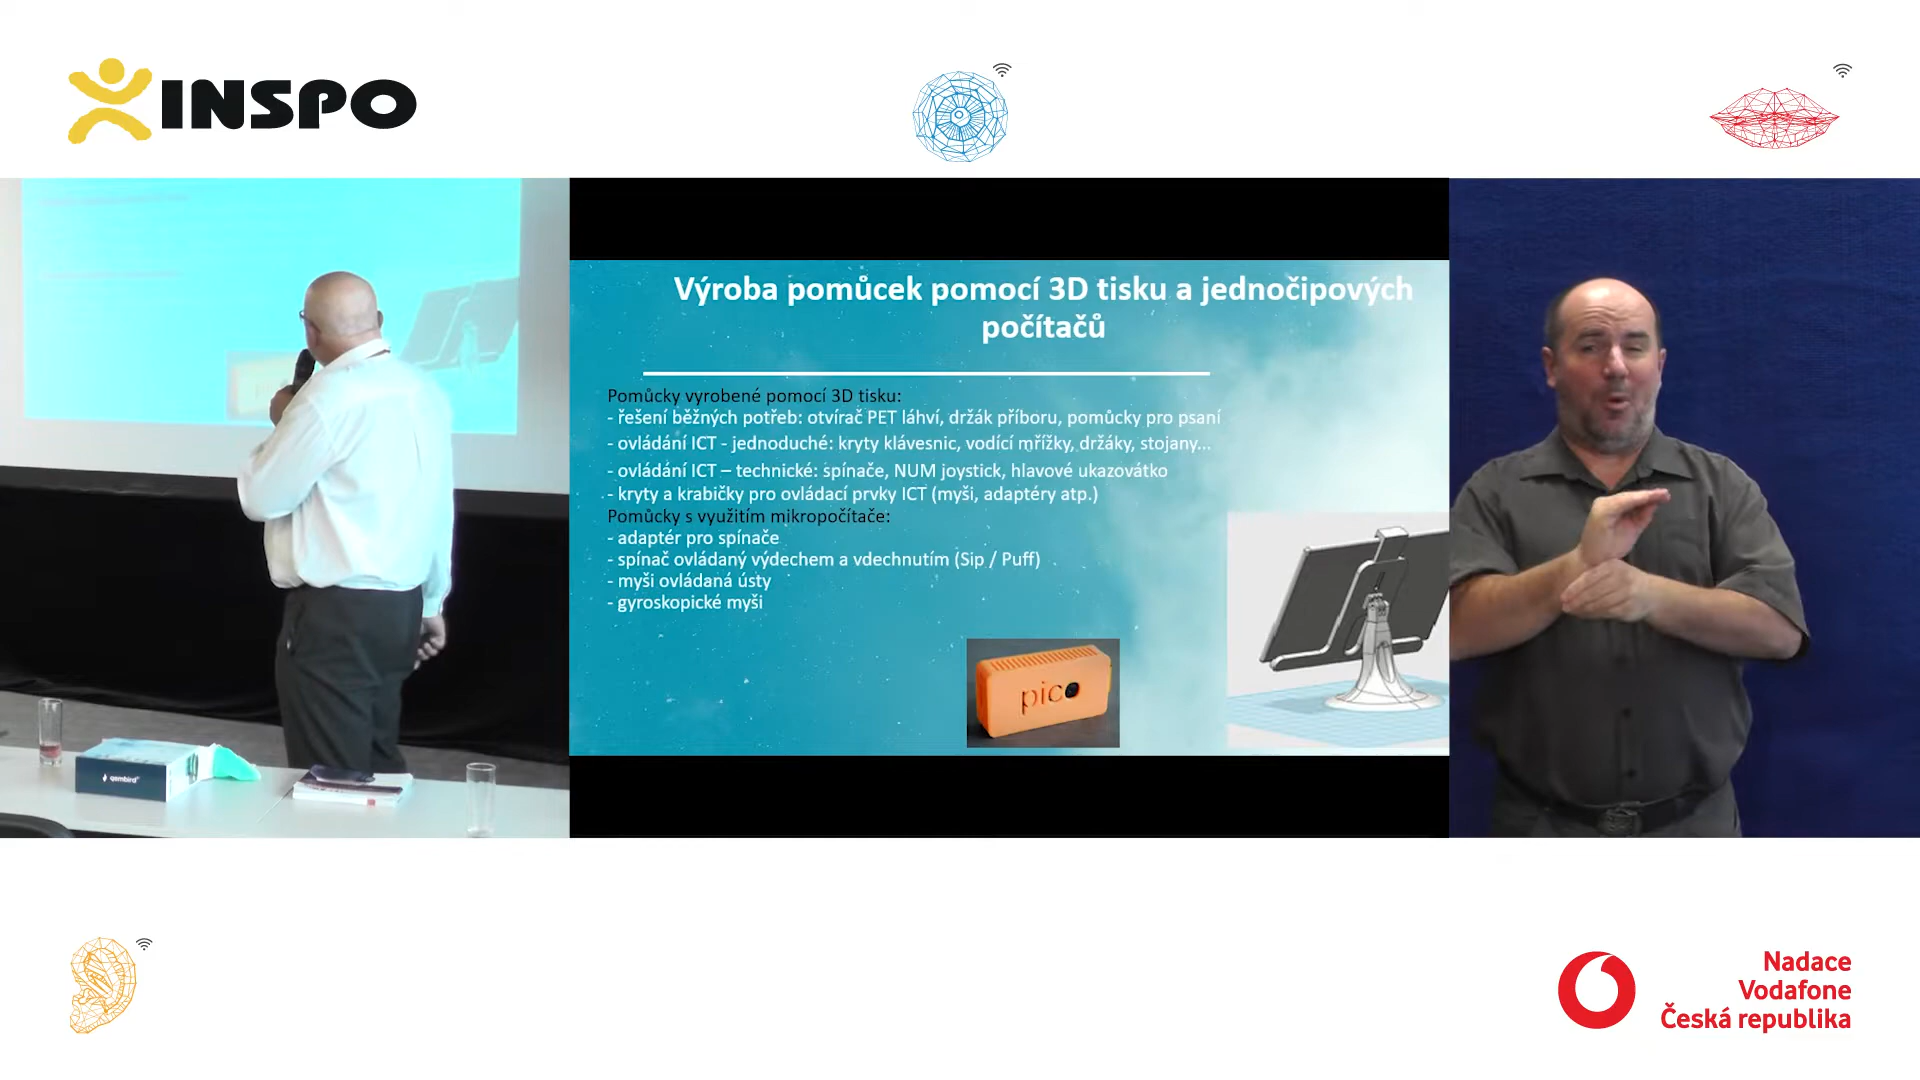 INSPO
Výroba pomůcek pomocí 3D tisku a jednočipových
počítačů
Pomůcky vyrobené pomocí 3D tisku:
- řešení běžných potřeb: otvírač PET láhví, držák příboru, pomůcky pro psaní
- ovládání ICT - jednoduché: kryty klávesnic, vodící mřížky, držáky, stojany...
- ovládání ICT – technické: spínače, NUM joystick, hlavové ukazovátko
- kryty a krabičky pro ovládací prvky ICT (myši, adaptéry atp.)
Pomůcky s využitím mikropočítače:
- adaptér pro spínače
- spínač ovládaný výdechem a vdechnutím (Sip / Puff)
- myši ovládaná ústy
- gyroskopické myši
pico
gembird
Nadace
Vodafone
Česká republika